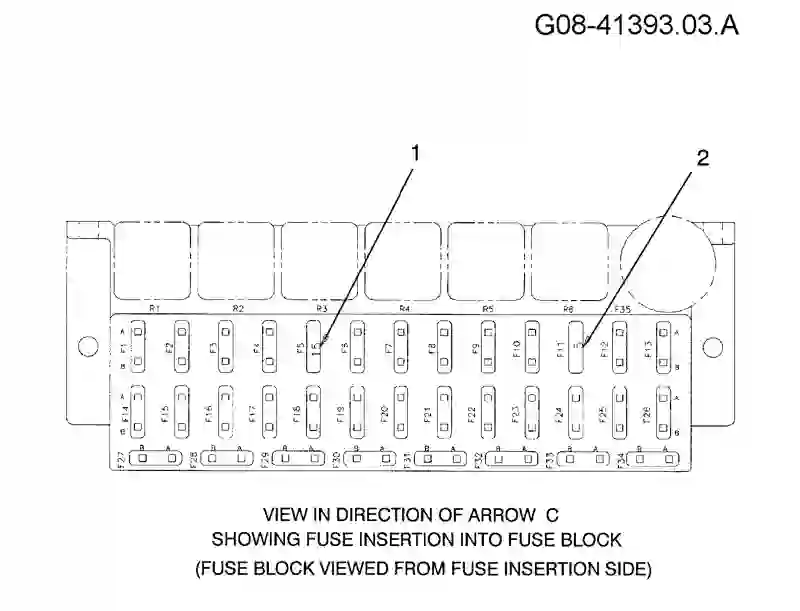 G08-41393.03.A
1
2
R1 R2 R3 R4 R5 R6 F35
A A
F1 F2 F3 F4 F5 15 F6 F7 F8 F9 F10 F11 F12 F13
B B
A A
F14 F15 F16 F17 F18 F19 F20 F21 F22 F23 F24 F25 F26
B B
B A B A B A B A B A B A B A B A
F27 F28 F29 F30 F31 F32 F33 F34
VIEW IN DIRECTION OF ARROW C
SHOWING FUSE INSERTION INTO FUSE BLOCK
(FUSE BLOCK VIEWED FROM FUSE INSERTION SIDE)